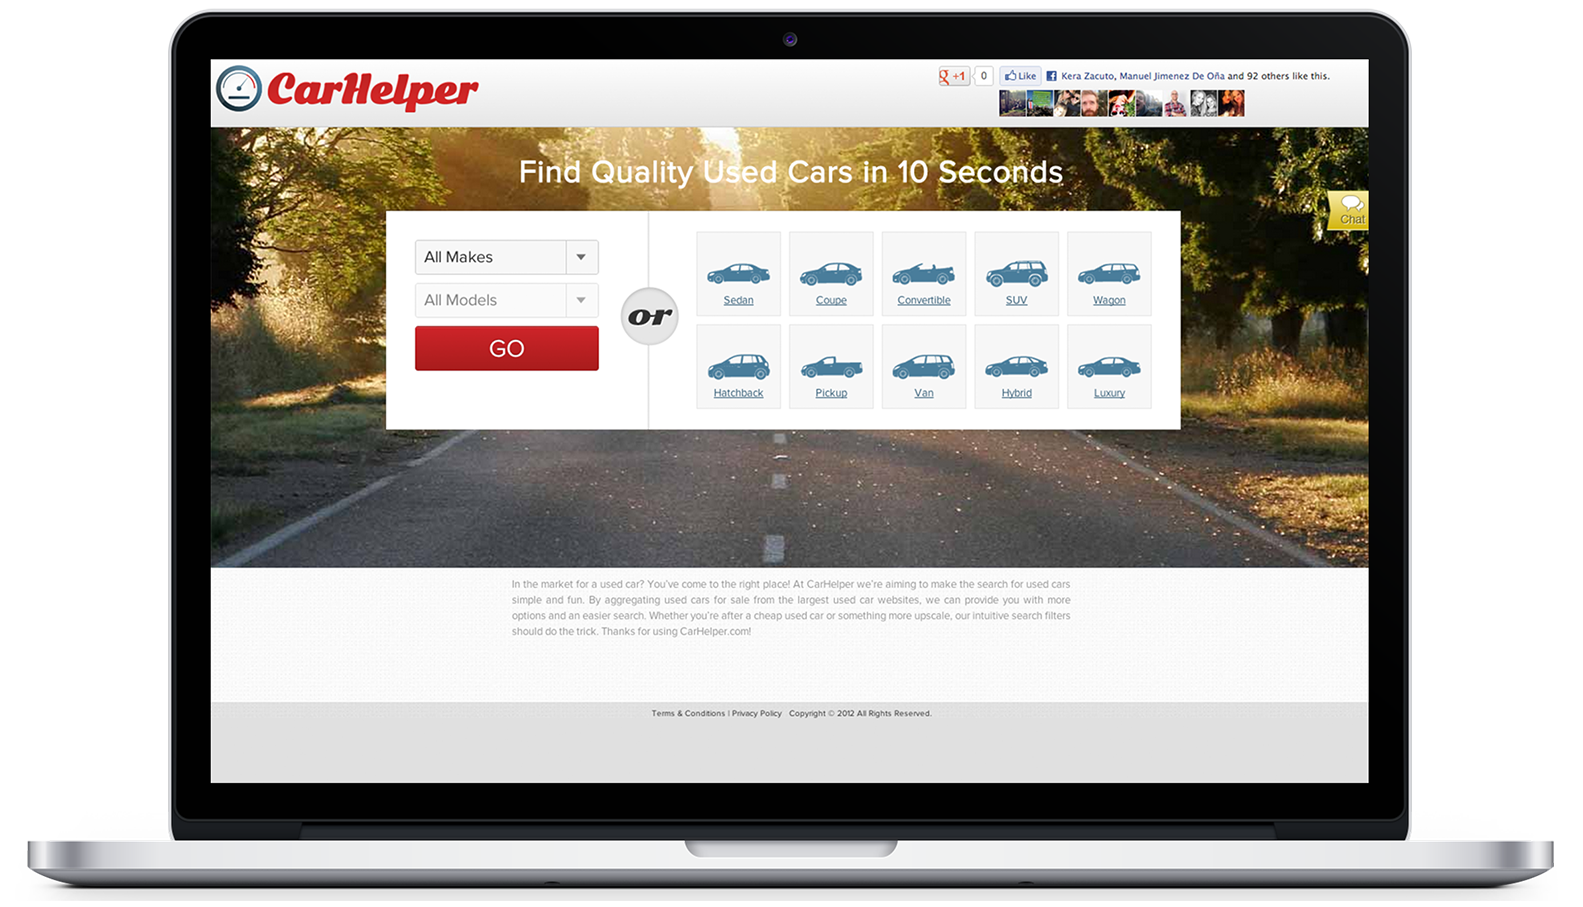 CarHelper
g +1 0 Like Kera Zacuto, Manuel Jimenez De Oña and 92 others like this.
Find Quality Used Cars in 10 Seconds
Chat
All Makes
All Models
GO
or
Sedan Coupe Convertible SUV Wagon
Hatchback Pickup Van Hybrid Luxury
In the market for a used car? You've come to the right place! At CarHelper we're aiming to make the search for used cars
simple and fun. By aggregating used cars for sale from the largest used car websites, we can provide you with more
options and an easier search. Whether you're after a cheap used car or something more upscale, our intuitive search filters
should do the trick. Thanks for using CarHelper.com!
Terms & Conditions | Privacy Policy Copyright © 2012 All Rights Reserved.